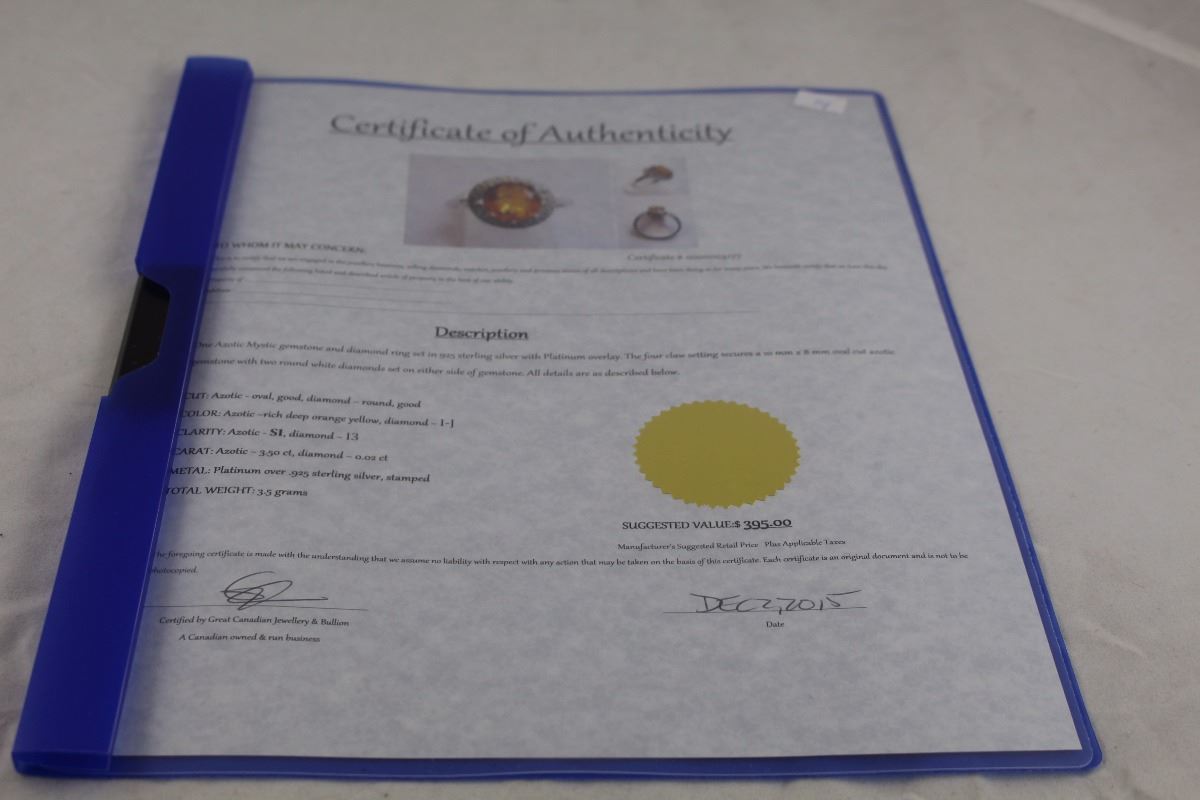 Certificate of Authenticity
TO WHOM IT MAY CONCERN:
Certificate #
Description
One Azotic Mystic gemstone and diamond ring set in 925 sterling silver with Platinum overlay. The four claw setting secures a 10 mm x 8 mm oval cut azotic
gemstone with two round white diamonds set on either side of gemstone. All details are as described below.
CUT: Azotic - oval, good, diamond – round, good
COLOR: Azotic –rich deep orange yellow, diamond – I-J
CLARITY: Azotic - SI, diamond – I3
CARAT: Azotic – 3.50 ct, diamond – 0.02 ct
METAL: Platinum over .925 sterling silver, stamped
TOTAL WEIGHT: 3.5 grams
SUGGESTED VALUE:$ 395.00
Manufacturer's Suggested Retail Price Plus Applicable Taxes
The foregoing certificate is made with the understanding that we assume no liability with respect with any action that may be taken on the basis of this certificate. Each certificate is an original document and is not to be
photocopied.
DEC 2, 2015
Certified by Great Canadian Jewellery & Bullion
Date
A Canadian owned & run business